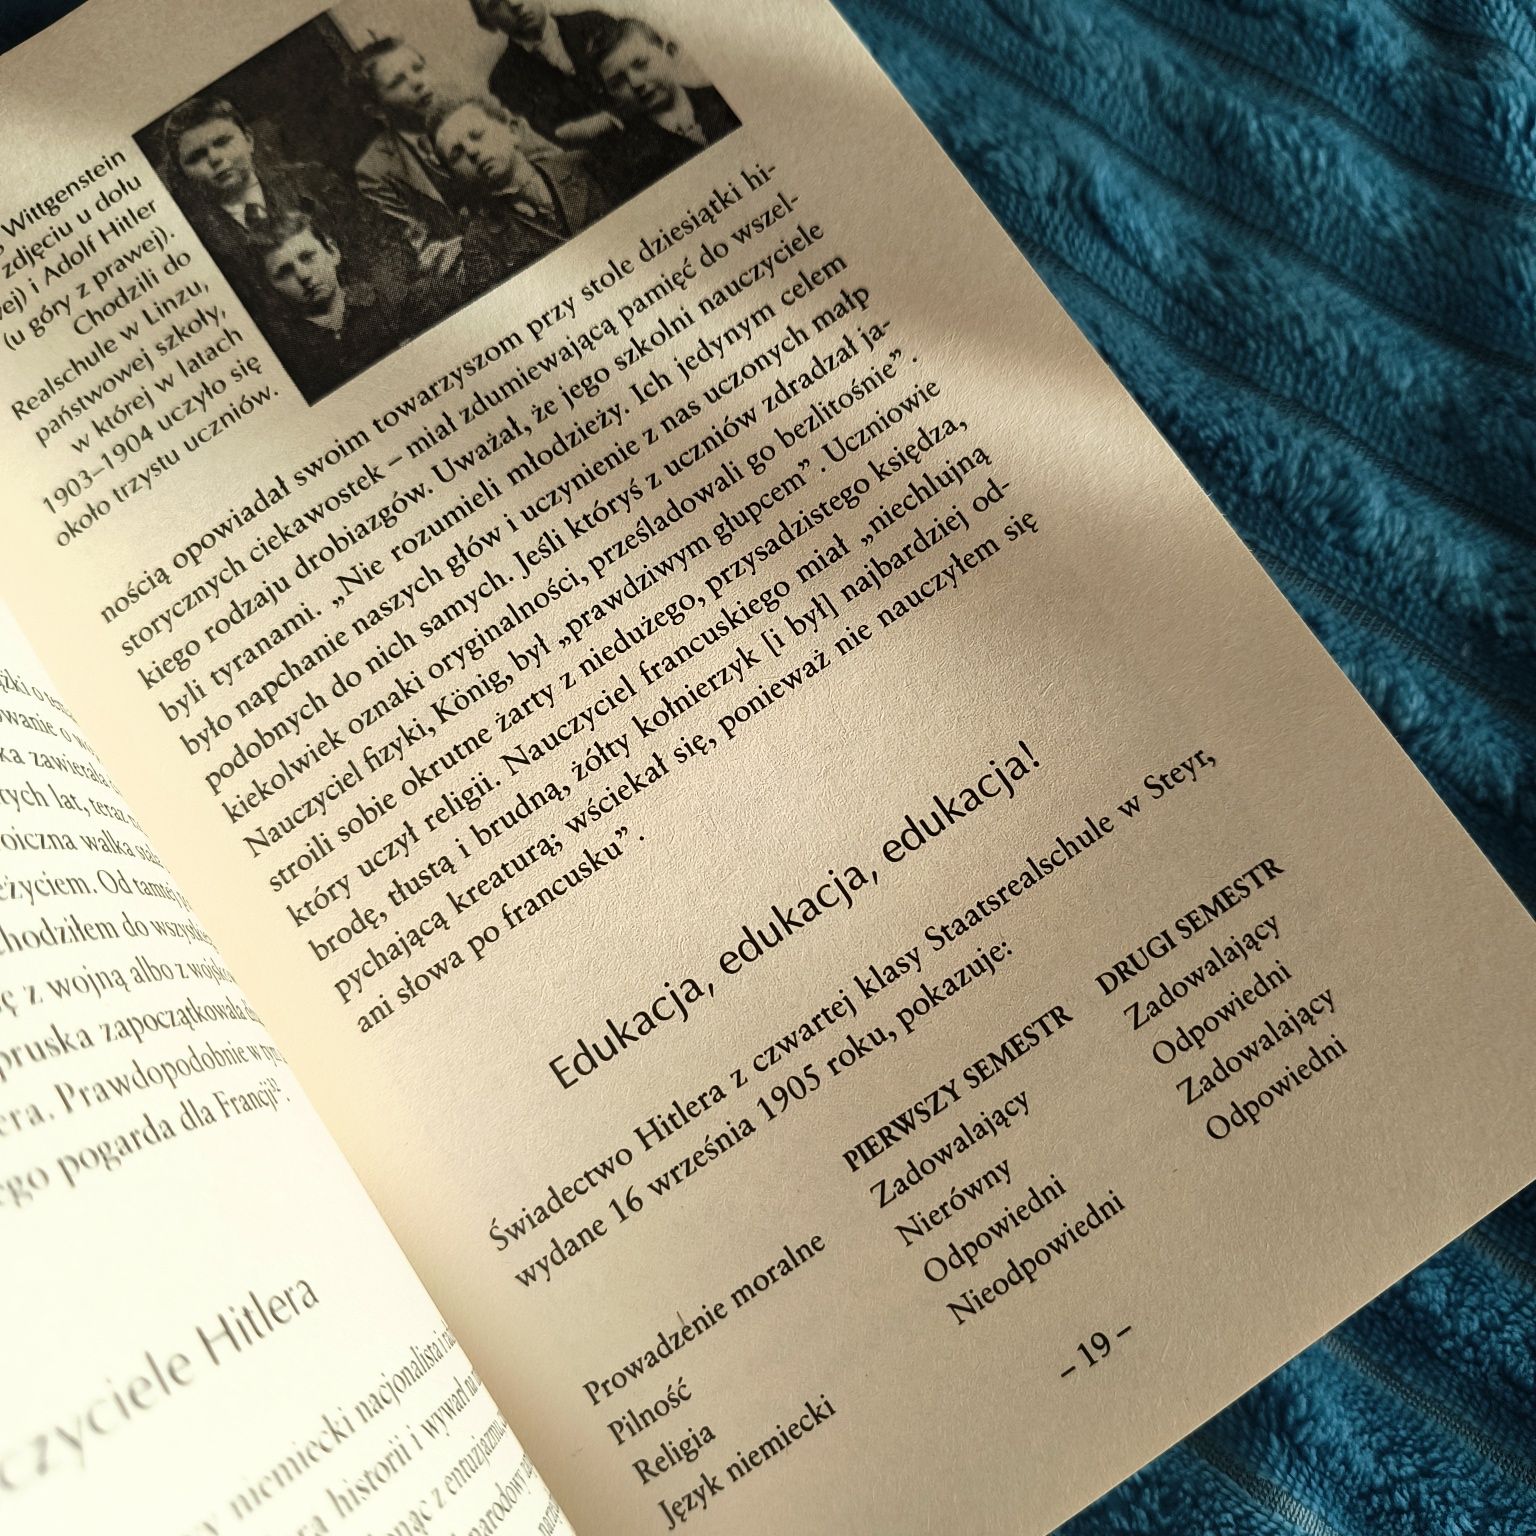 Wittgenstein
zdjęciu u dołu
i Adolf Hitler
(u góry z prawej).
Chodzili do
Realschule w Linzu,
państwowej szkoły,
w której w latach
1903–1904 uczyło się
około trzystu uczniów.
nością opowiadał swoim towarzyszom przy stole dziesiątki hi-
storycznych ciekawostek – miał zdumiewającą pamięć do wszel-
kiego rodzaju drobiazgów. Uważał, że jego szkolni nauczyciele
byli tyranami. „Nie rozumieli młodzieży. Ich jedynym celem
było napchanie naszych głów i uczynienie z nas uczonych małp
podobnych do nich samych. Jeśli któryś z uczniów zdradzał ja-
kiekolwiek oznaki oryginalności, prześladowali go bezlitośnie”.
Nauczyciel fizyki, König, był „prawdziwym głupcem”. Uczniowie
stroili sobie okrutne żarty z niedużego, przysadzistego księdza,
który uczył religii. Nauczyciel francuskiego miał „niechlujną
brodę, tłustą i brudną, żółty kołnierzyk [i był] najbardziej od-
pychającą kreaturą; wściekał się, ponieważ nie nauczyłem się
ani słowa po francusku”.
Edukacja, edukacja, edukacja!
Świadectwo Hitlera z czwartej klasy Staatsrealschule w Steyr,
wydane 16 września 1905 roku, pokazuje:
PIERWSZY SEMESTR DRUGI SEMESTR
Prowadzenie moralne Zadowalający Zadowalający
Pilność Nierówny Odpowiedni
Religia Odpowiedni Zadowalający
Język niemiecki Nieodpowiedni Odpowiedni
– 19 –
o
o
zawierała
tych lat, teraz
walka
Od
chodziłem do
z wojną albo z
pruska zapoczątkowała
Prawdopodobnie w
pogarda dla Francji¹².
Hitlera
niemiecki nacjonalista i
historii i wywarł
z